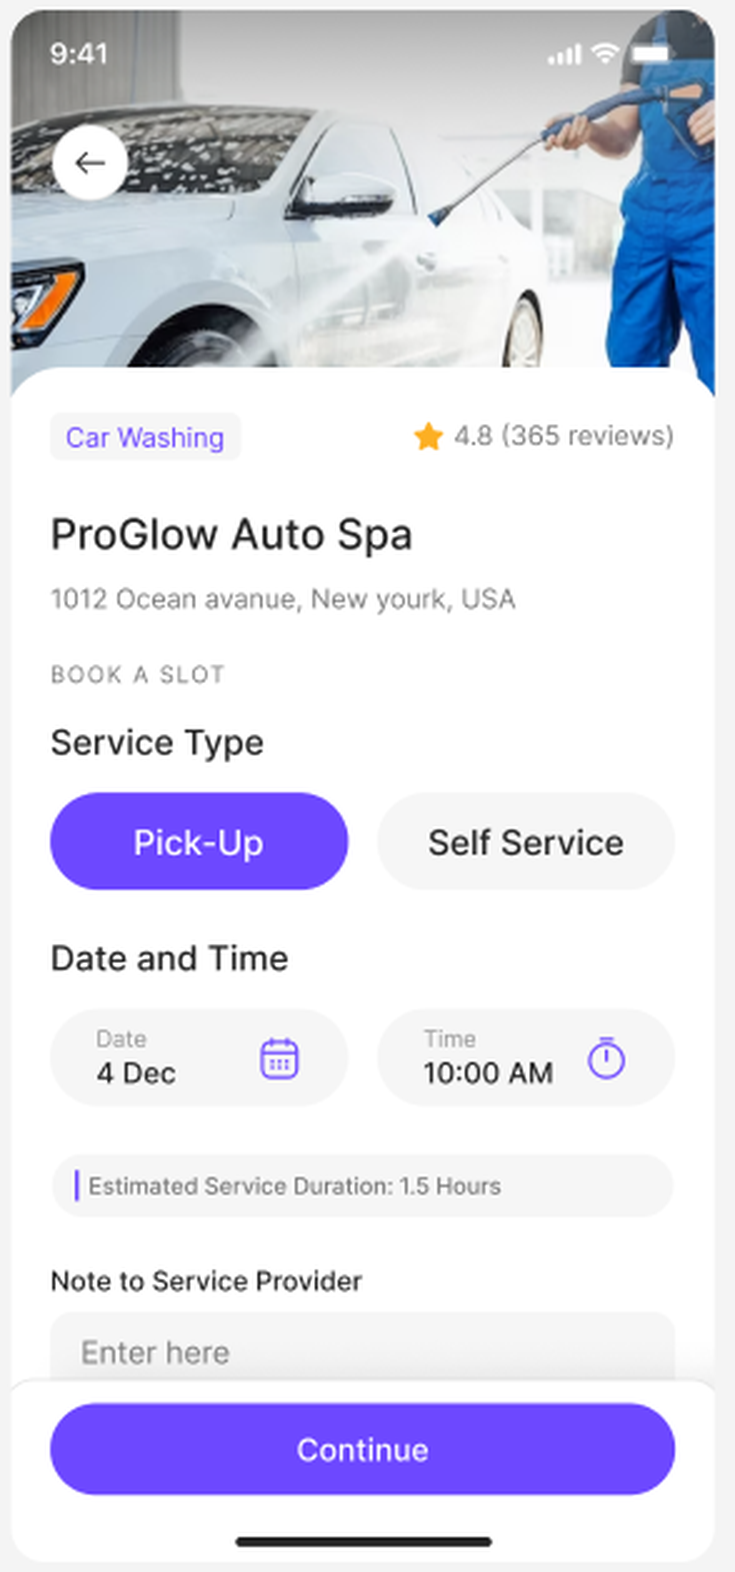 9:41
Car Washing
4.8 (365 reviews)
ProGlow Auto Spa
1012 Ocean avanue, New yourk, USA
BOOK A SLOT
Service Type
Pick-Up
Self Service
Date and Time
Date
4 Dec
Time
10:00 AM
Estimated Service Duration: 1.5 Hours
Note to Service Provider
Enter here
Continue